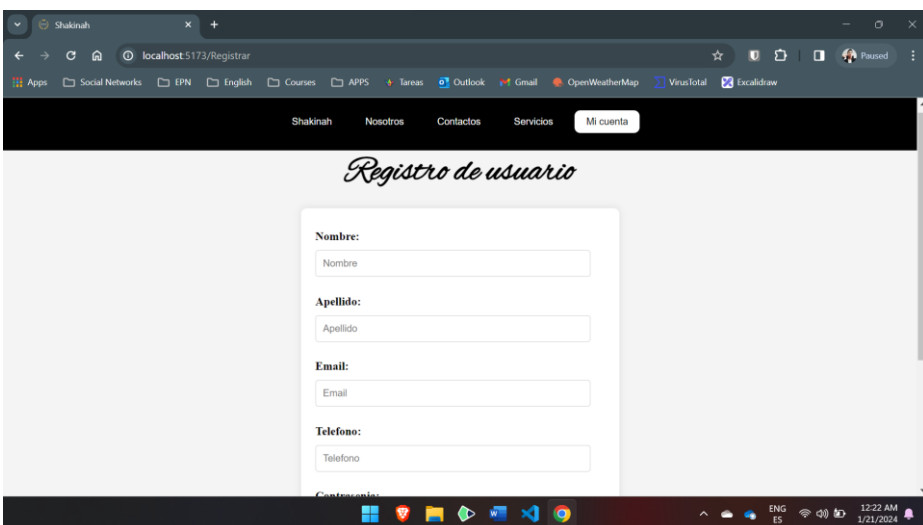 Shakinah
localhost:5173/Registrar
Paused
Apps Social Networks EPN English Courses APPS Tareas Outlook Gmail OpenWeatherMap VirusTotal Excalidraw
Shakinah Nosotros Contactos Servicios Mi cuenta
Registro de usuario
Nombre:
Nombre
Apellido:
Apellido
Email:
Email
Telefono:
Telefono
Contrasenia:
ENG
ES
12:22 AM
1/21/2024